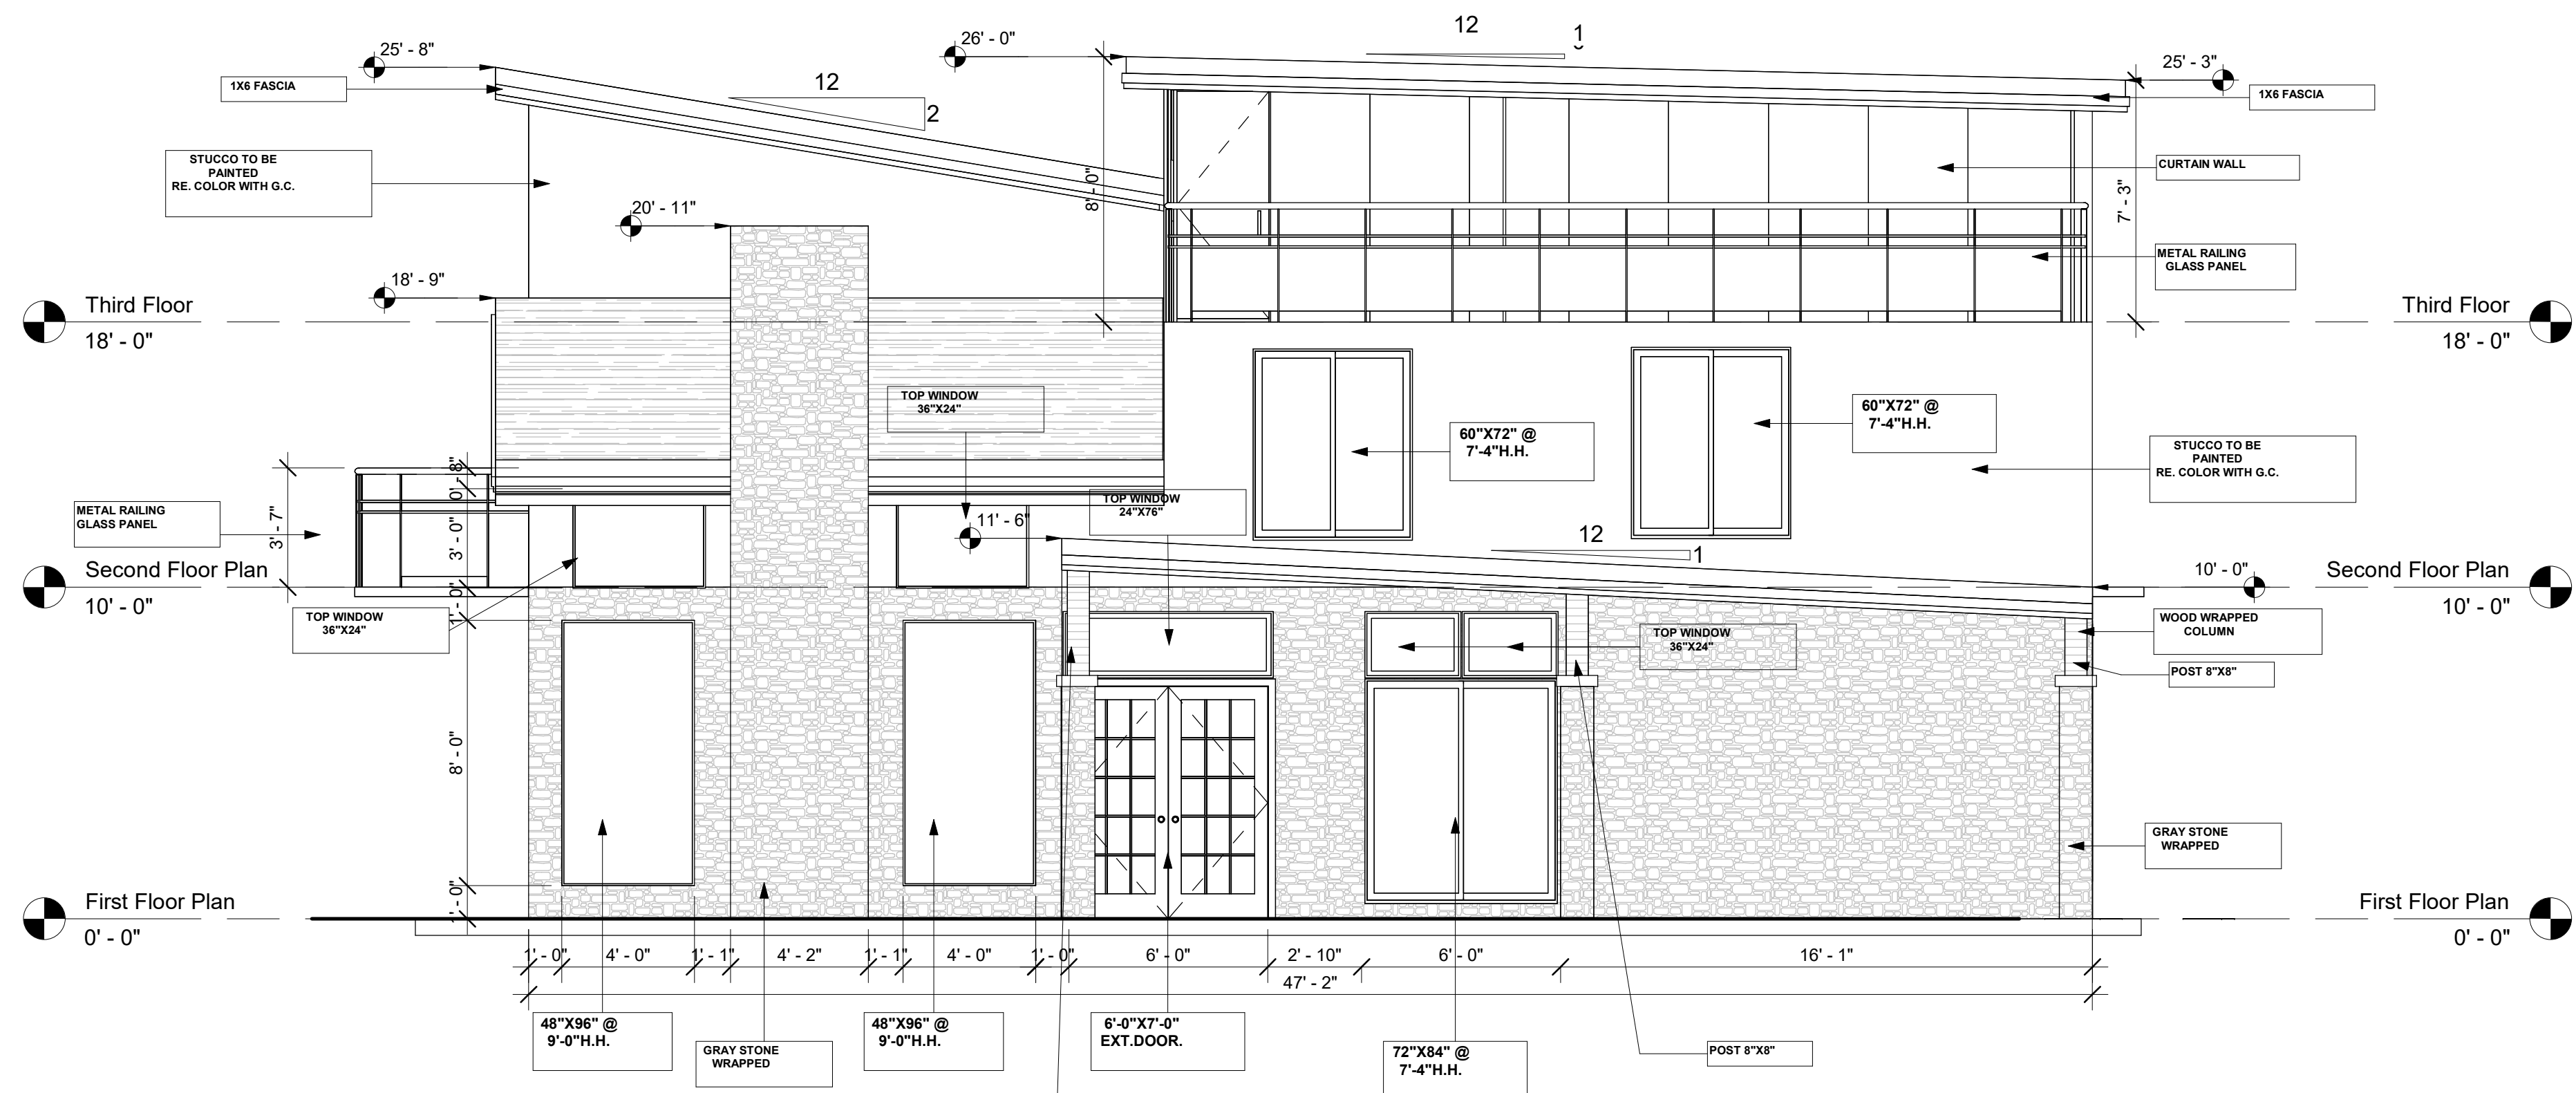 12
1
26' - 0"
25' - 8"
25' - 3"
1X6 FASCIA
12
2
1X6 FASCIA
STUCCO TO BE
PAINTED
RE. COLOR WITH G.C.
CURTAIN WALL
8' - 0"
7' - 3"
20' - 11"
METAL RAILING
GLASS PANEL
18' - 9"
Third Floor
18' - 0"
Third Floor
18' - 0"
TOP WINDOW
36"X24"
60"X72" @
7'-4"H.H.
60"X72" @
7'-4"H.H.
STUCCO TO BE
PAINTED
RE. COLOR WITH G.C.
0' - 8"
METAL RAILING
GLASS PANEL
3' - 7"
3' - 0"
TOP WINDOW
24"X76"
11' - 6"
12
1
Second Floor Plan
10' - 0"
10' - 0"
Second Floor Plan
10' - 0"
1' - 0"
TOP WINDOW
36"X24"
TOP WINDOW
36"X24"
WOOD WRAPPED
COLUMN
POST 8"X8"
8' - 0"
GRAY STONE
WRAPPED
1' - 0"
First Floor Plan
0' - 0"
First Floor Plan
0' - 0"
1' - 0"
4' - 0"
1' - 1"
4' - 2"
1' - 1"
4' - 0"
1' - 0"
6' - 0"
2' - 10"
6' - 0"
16' - 1"
47' - 2"
48"X96" @
9'-0"H.H.
GRAY STONE
WRAPPED
48"X96" @
9'-0"H.H.
6'-0"X7'-0"
EXT.DOOR.
72"X84" @
7'-4"H.H.
POST 8"X8"